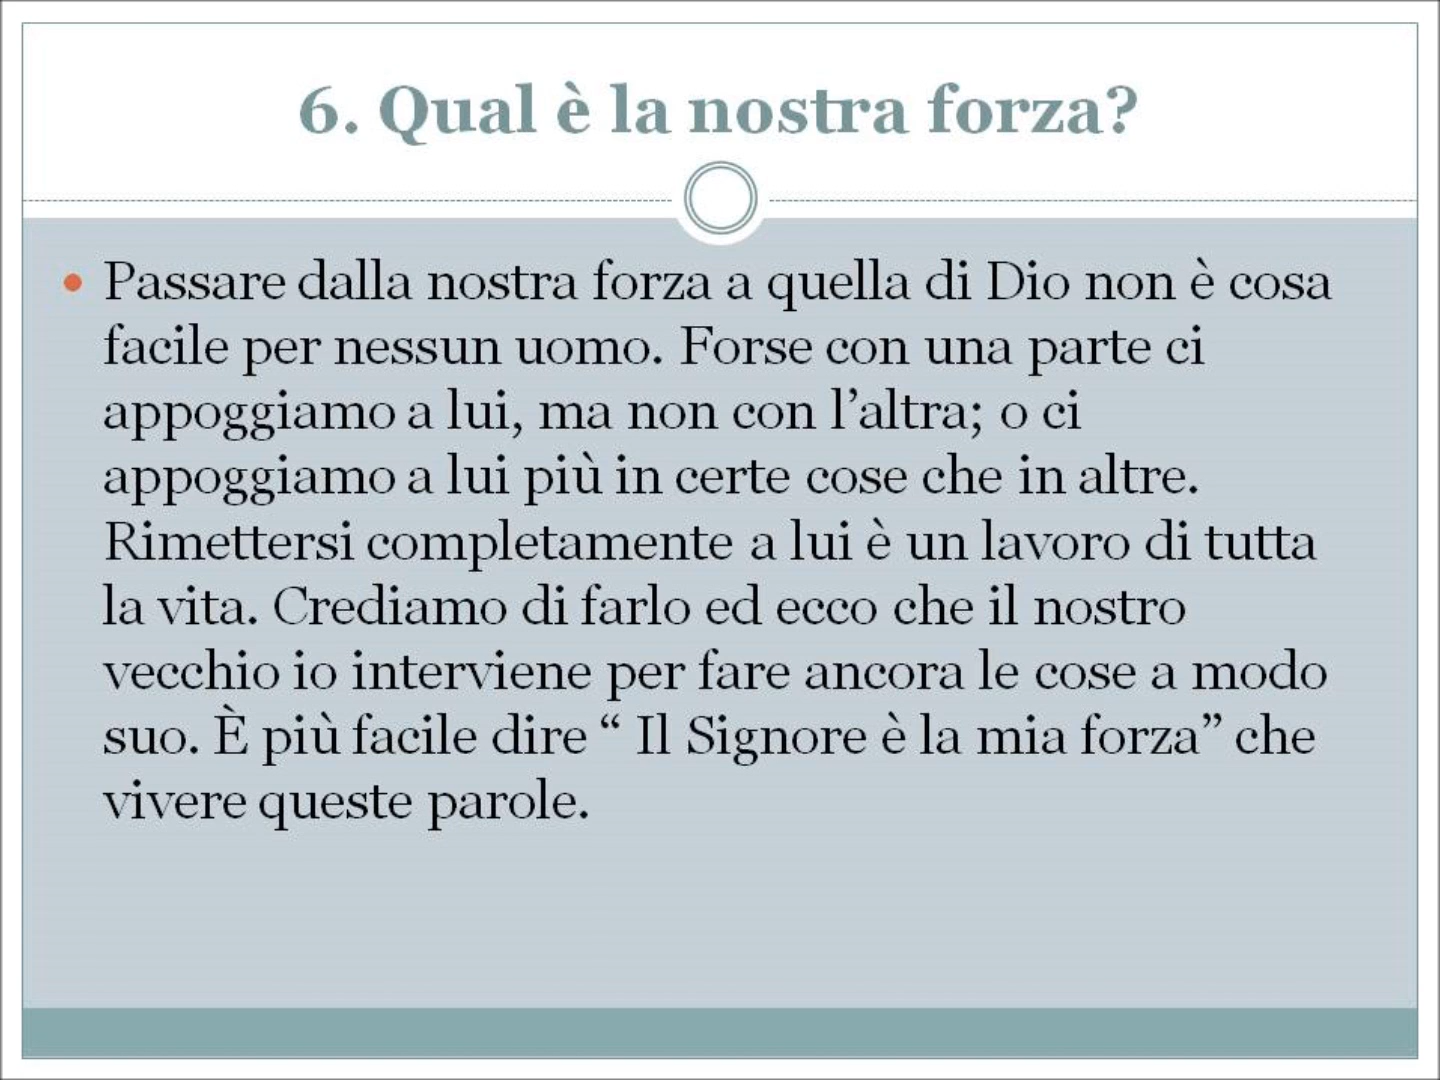 6. Qual è la nostra forza?
• Passare dalla nostra forza a quella di Dio non è cosa
facile per nessun uomo. Forse con una parte ci
appoggiamo a lui, ma non con l’altra; o ci
appoggiamo a lui più in certe cose che in altre.
Rimettersi completamente a lui è un lavoro di tutta
la vita. Crediamo di farlo ed ecco che il nostro
vecchio io interviene per fare ancora le cose a modo
suo. È più facile dire “ Il Signore è la mia forza” che
vivere queste parole.